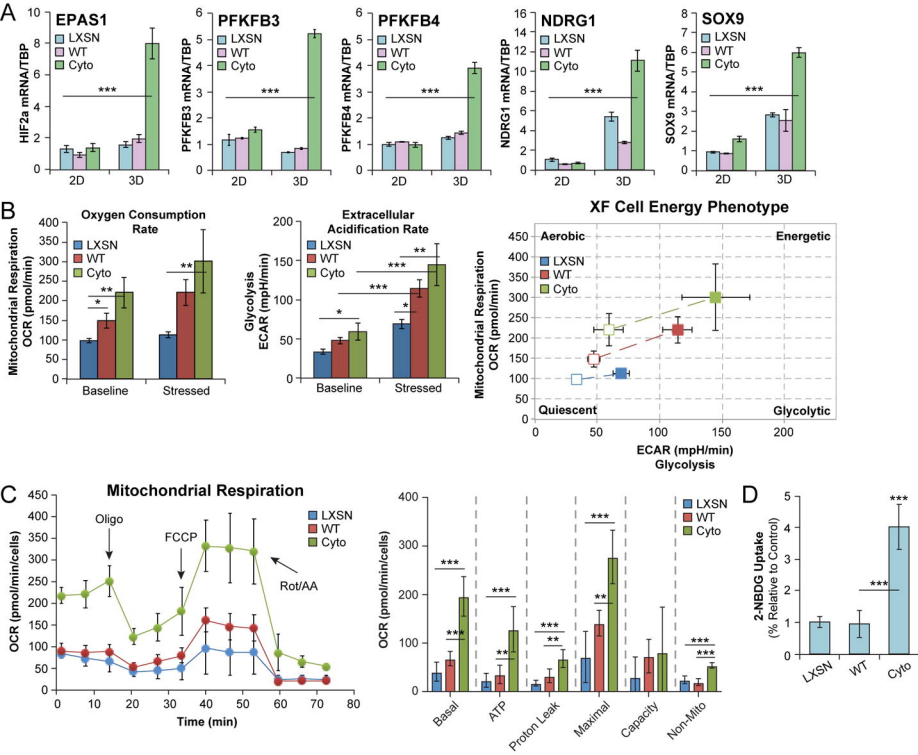 A
EPAS1
HIF2a mRNA/TBP
10
8
6
4
2
0
LXSN
WT
Cyto
***
2D
3D
PFKFB3
PFKFB3 mRNA/TBP
6
5
4
3
2
1
0
LXSN
WT
Cyto
***
2D
3D
PFKFB4
PFKFB4 mRNA/TBP
6
5
4
3
2
1
0
LXSN
WT
Cyto
***
2D
3D
NDRG1
NDRG1 mRNA/TBP
16
14
12
10
8
6
4
2
0
LXSN
WT
Cyto
***
2D
3D
SOX9
SOX9 mRNA/TBP
8
7
6
5
4
3
2
1
0
LXSN
WT
Cyto
***
2D
3D
B
Oxygen Consumption
Rate
Mitochondrial Respiration
OCR (pmol/min)
400
350
300
250
200
150
100
50
0
LXSN
WT
Cyto
**
*
**
Baseline
Stressed
Extracellular
Acidification Rate
Glycolysis
ECAR (mpH/min)
200
150
100
50
0
LXSN
WT
Cyto
**
***
***
*
*
Baseline
Stressed
XF Cell Energy Phenotype
Mitochondrial Respiration
OCR (pmol/min)
450
400
350
300
250
200
150
100
50
0
Aerobic
Energetic
LXSN
WT
Cyto
Quiescent
Glycolytic
0
50
100
150
200
ECAR (mpH/min)
Glycolysis
C
Mitochondrial Respiration
OCR (pmol/min/cells)
450
400
350
300
250
200
150
100
50
0
Oligo
FCCP
Rot/AA
LXSN
WT
Cyto
0
10
20
30
40
50
60
70
80
Time (min)
OCR (pmol/min/cells)
400
300
200
100
0
LXSN
WT
Cyto
***
***
***
**
***
**
***
**
***
***
Basal
ATP
Proton Leak
Maximal
Capacity
Non-Mito
D
2-NBDG Uptake
(% Relative to Control)
5
4
3
2
1
0
***
***
LXSN
WT
Cyto